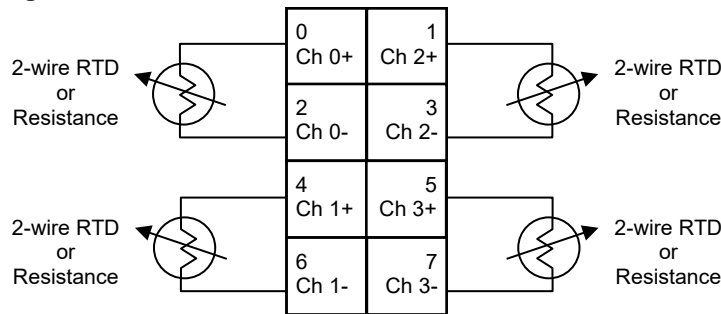 0
Ch 0+
1
Ch 2+
2-wire RTD
or
Resistance
2-wire RTD
or
Resistance
2
Ch 0-
3
Ch 2-
4
Ch 1+
5
Ch 3+
2-wire RTD
or
Resistance
2-wire RTD
or
Resistance
6
Ch 1-
7
Ch 3-